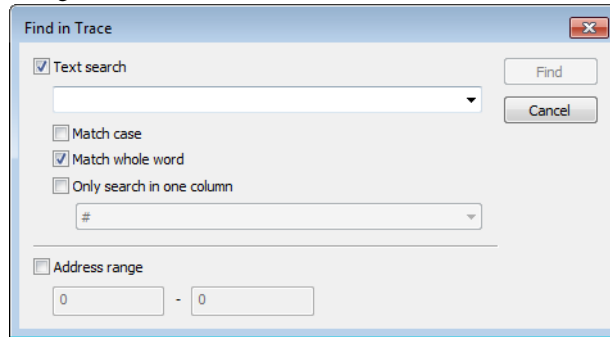 Find in Trace
Text search
Find
Cancel
Match case
Match whole word
Only search in one column
#
Address range
0 - 0